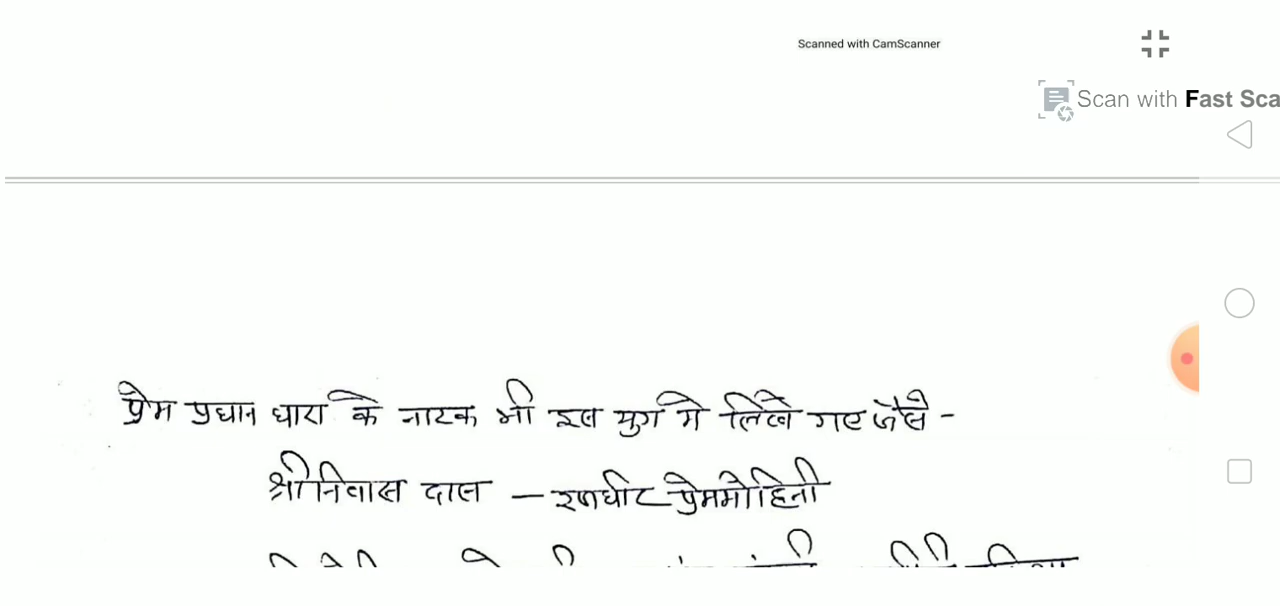 Scanned with CamScanner
Scan with Fast Sca
प्रेम प्रधान धारा के नाटक भी इस युग में लिखे गए जैसे -
श्रीनिवास दास - रणधीर प्रेममोहिनी